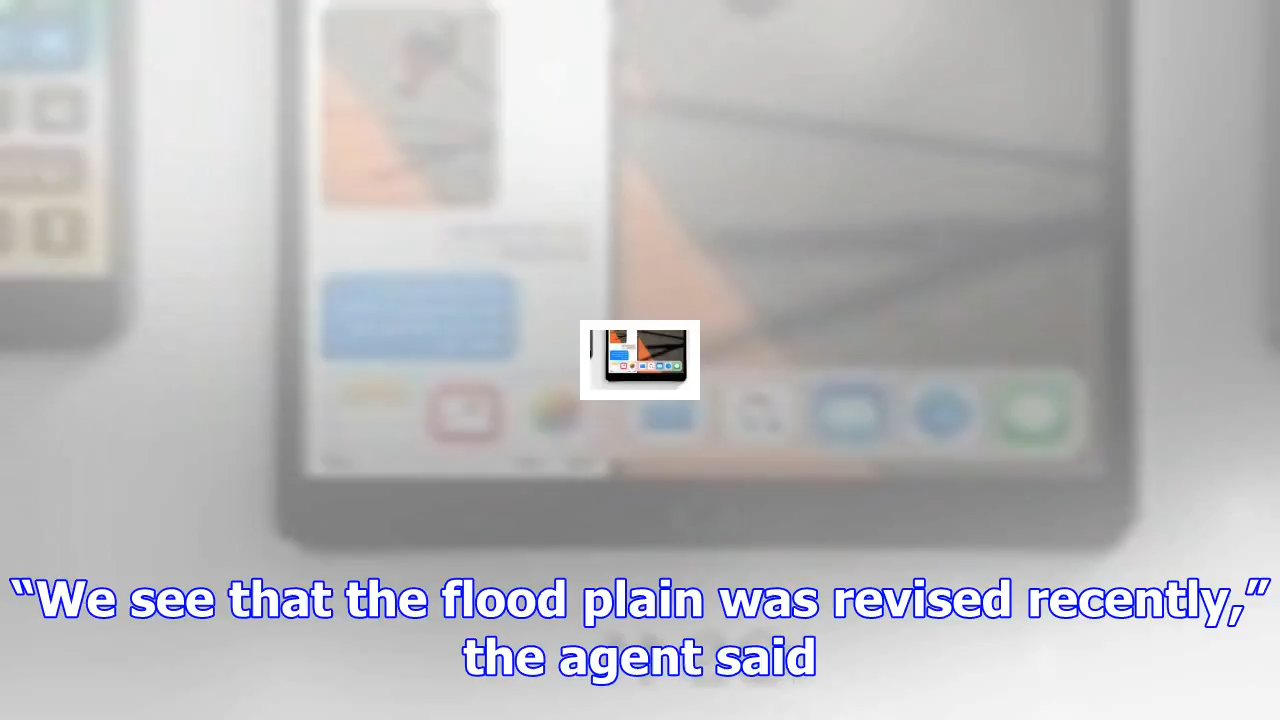 “We see that the flood plain was revised recently,”
the agent said